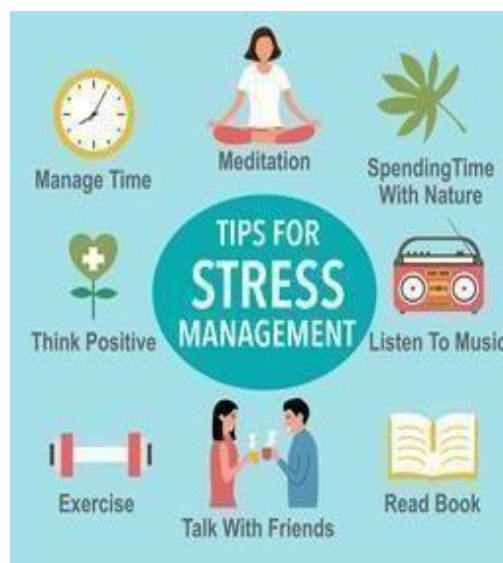 Meditation
Manage Time
SpendingTime
With Nature
TIPS FOR
STRESS
MANAGEMENT
Think Positive
Listen To Music
Exercise
Talk With Friends
Read Book